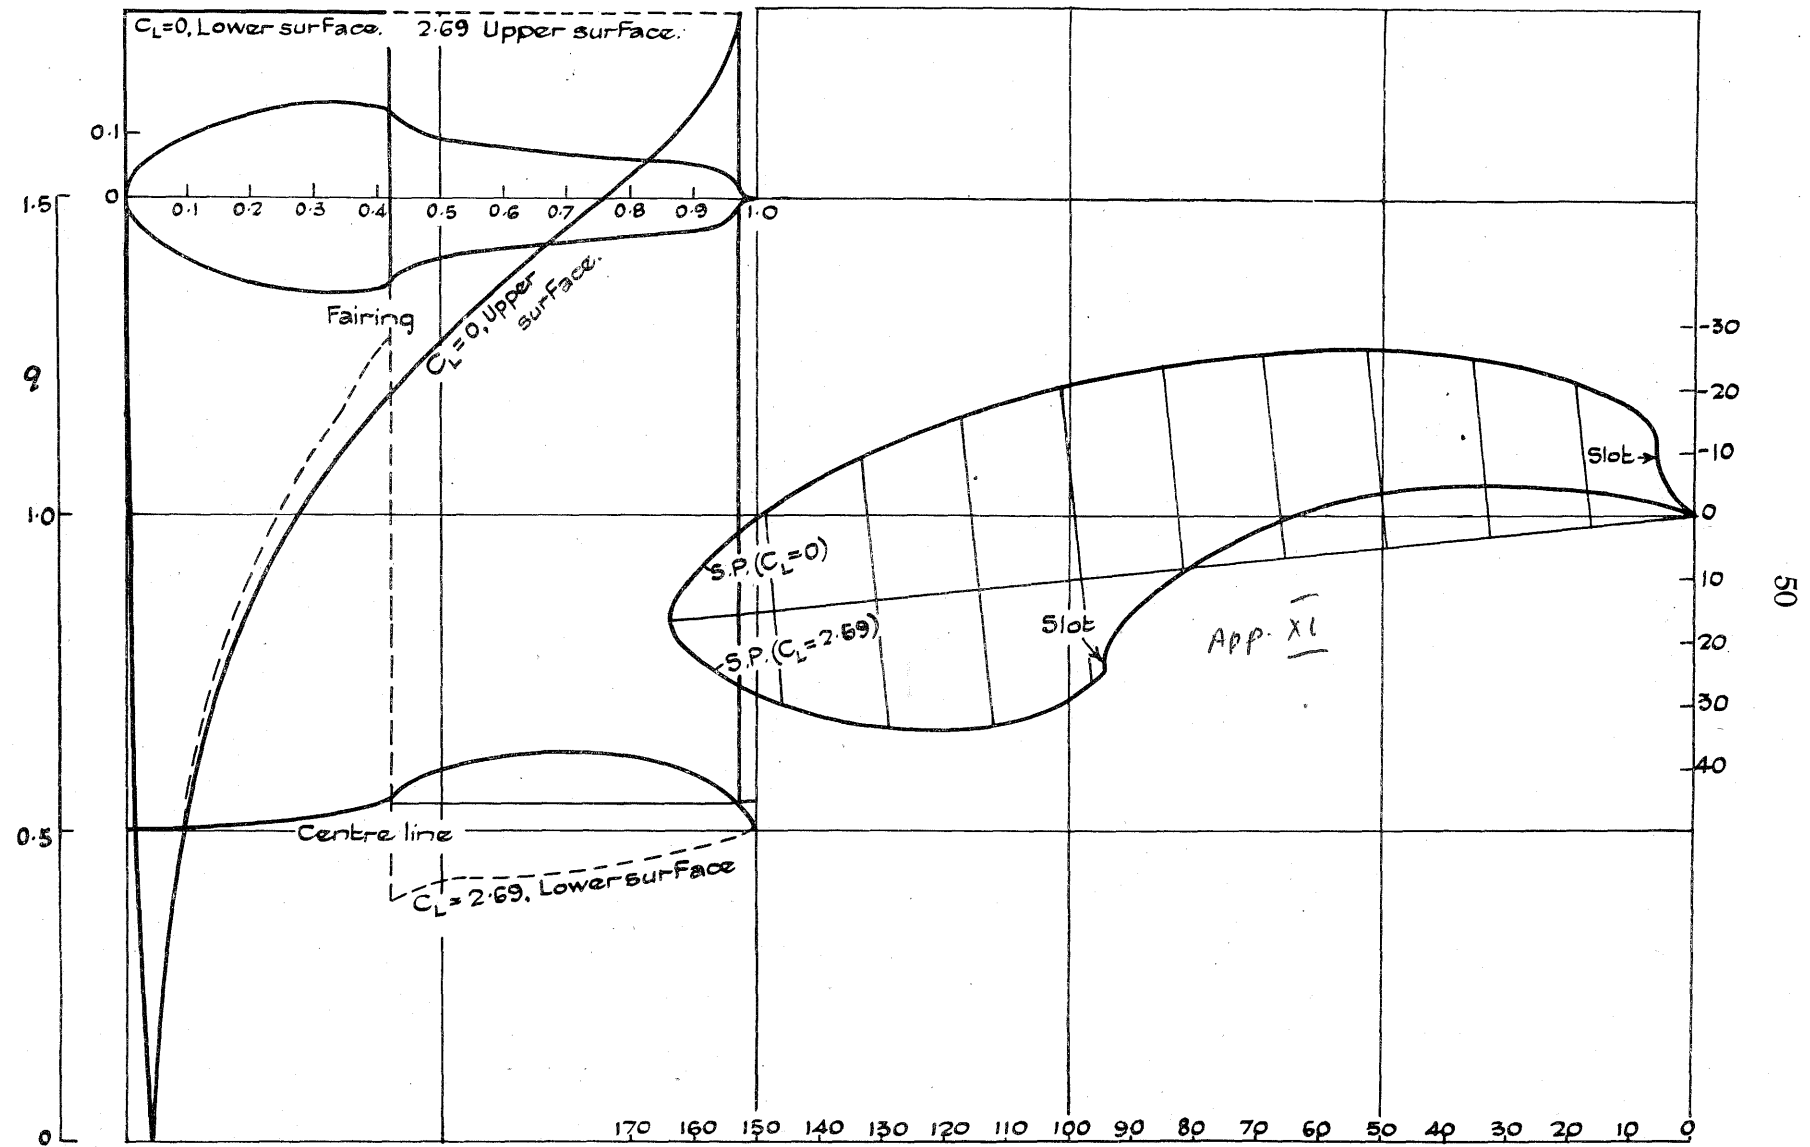 C_L=0, Lower surface. 2·69 Upper surface.
0.1
0
0.1 0.2 0.3 0.4 0.5 0.6 0.7 0.8 0.9 1.0
1.5
q
1.0
0.5
0
Fairing
C_L=0, Upper
surface.
S.P. (C_L=0)
S.P. (C_L=2·69)
Slot
Slot
App. XI
Centre line
C_L=2·69, Lower surface
-30
-20
-10
0
10
20
30
40
50
170 160 150 140 130 120 110 100 90 80 70 60 50 40 30 20 10 0